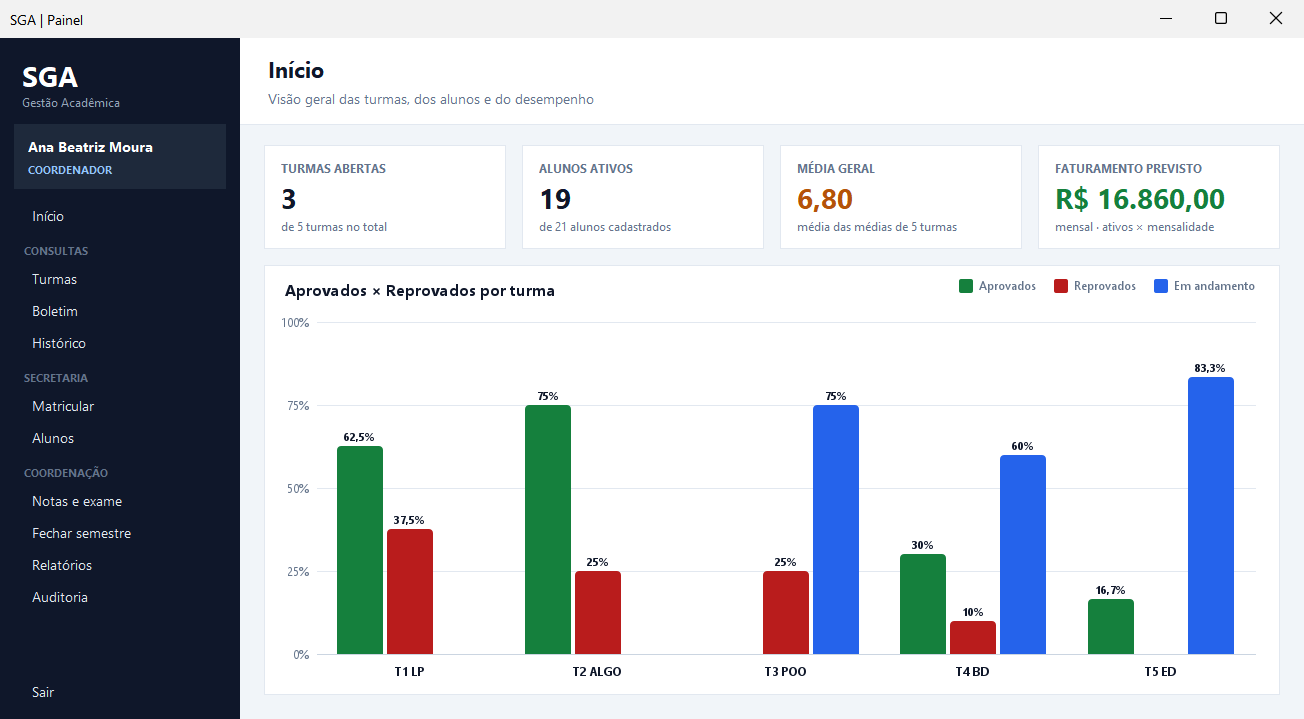 SGA | Painel
SGA
Gestão Acadêmica
Ana Beatriz Moura
COORDENADOR
Início
CONSULTAS
Turmas
Boletim
Histórico
SECRETARIA
Matricular
Alunos
COORDENAÇÃO
Notas e exame
Fechar semestre
Relatórios
Auditoria
Sair
Início
Visão geral das turmas, dos alunos e do desempenho
TURMAS ABERTAS
3
de 5 turmas no total
ALUNOS ATIVOS
19
de 21 alunos cadastrados
MÉDIA GERAL
6,80
média das médias de 5 turmas
FATURAMENTO PREVISTO
R$ 16.860,00
mensal · ativos × mensalidade
Aprovados × Reprovados por turma
Aprovados
Reprovados
Em andamento
100%
75%
50%
25%
0%
62,5%
37,5%
75%
25%
25%
75%
30%
10%
60%
16,7%
83,3%
T1 LP
T2 ALGO
T3 POO
T4 BD
T5 ED